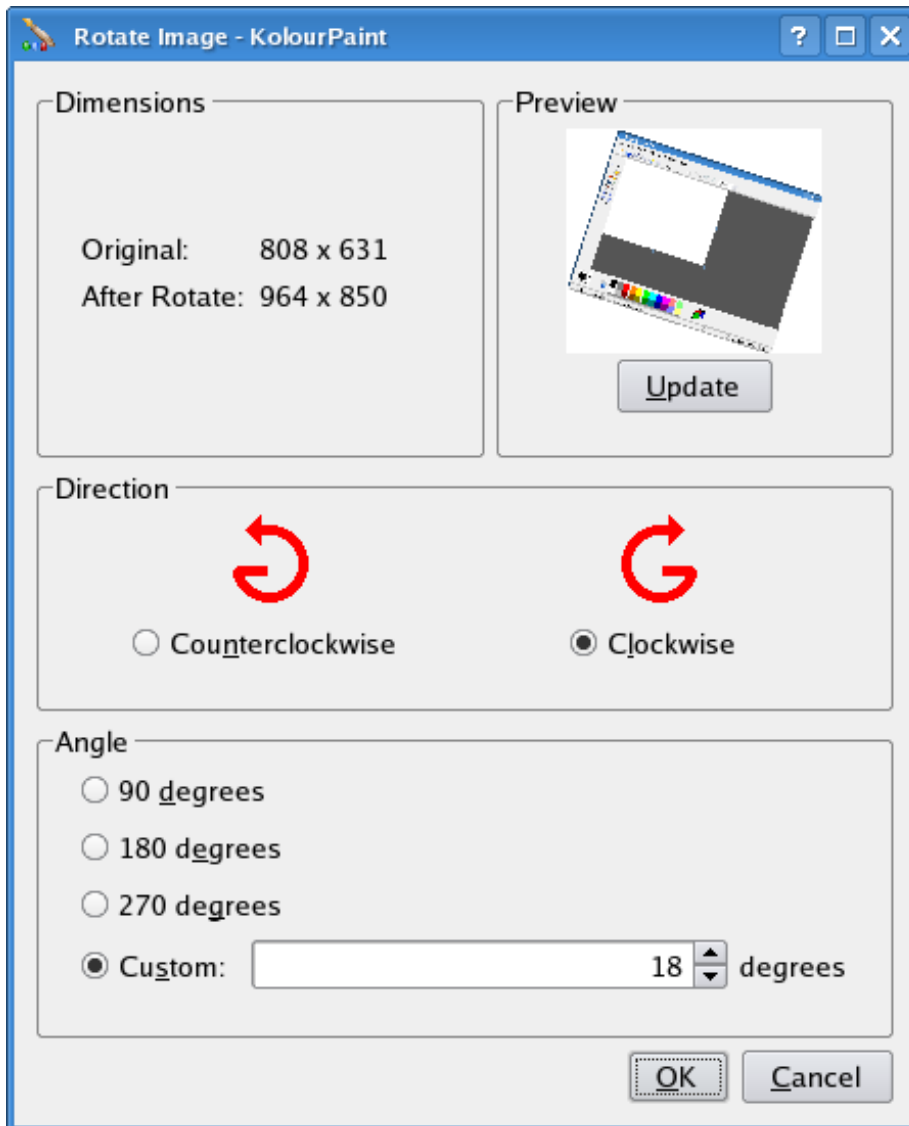 Rotate Image - KolourPaint
Dimensions
Original: 808 x 631
After Rotate: 964 x 850
Preview
Update
Direction
Counterclockwise
Clockwise
Angle
90 degrees
180 degrees
270 degrees
Custom: 18 degrees
OK
Cancel